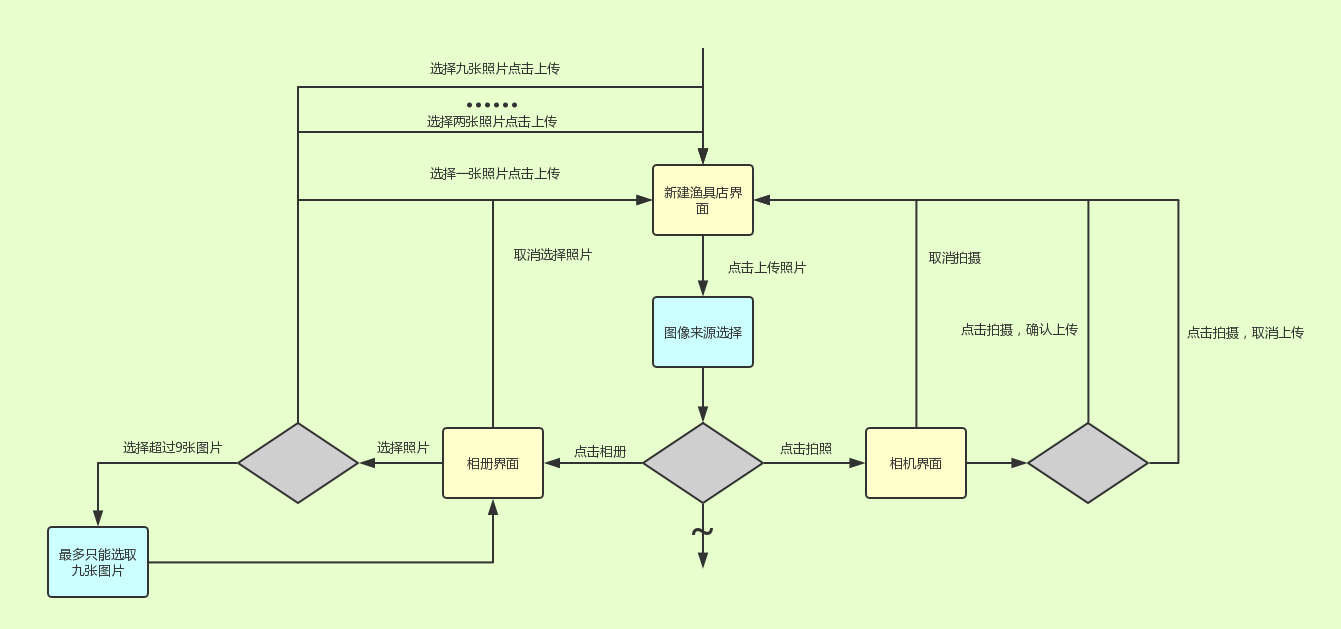 选择九张照片点击上传
••••••
选择两张照片点击上传
选择一张照片点击上传
新建渔具店界
面
取消选择照片
点击上传照片
取消拍摄
图像来源选择
点击拍摄，确认上传
点击拍摄，取消上传
选择超过9张图片
选择照片
相册界面
点击相册
点击拍照
相机界面
~
最多只能选取
九张图片